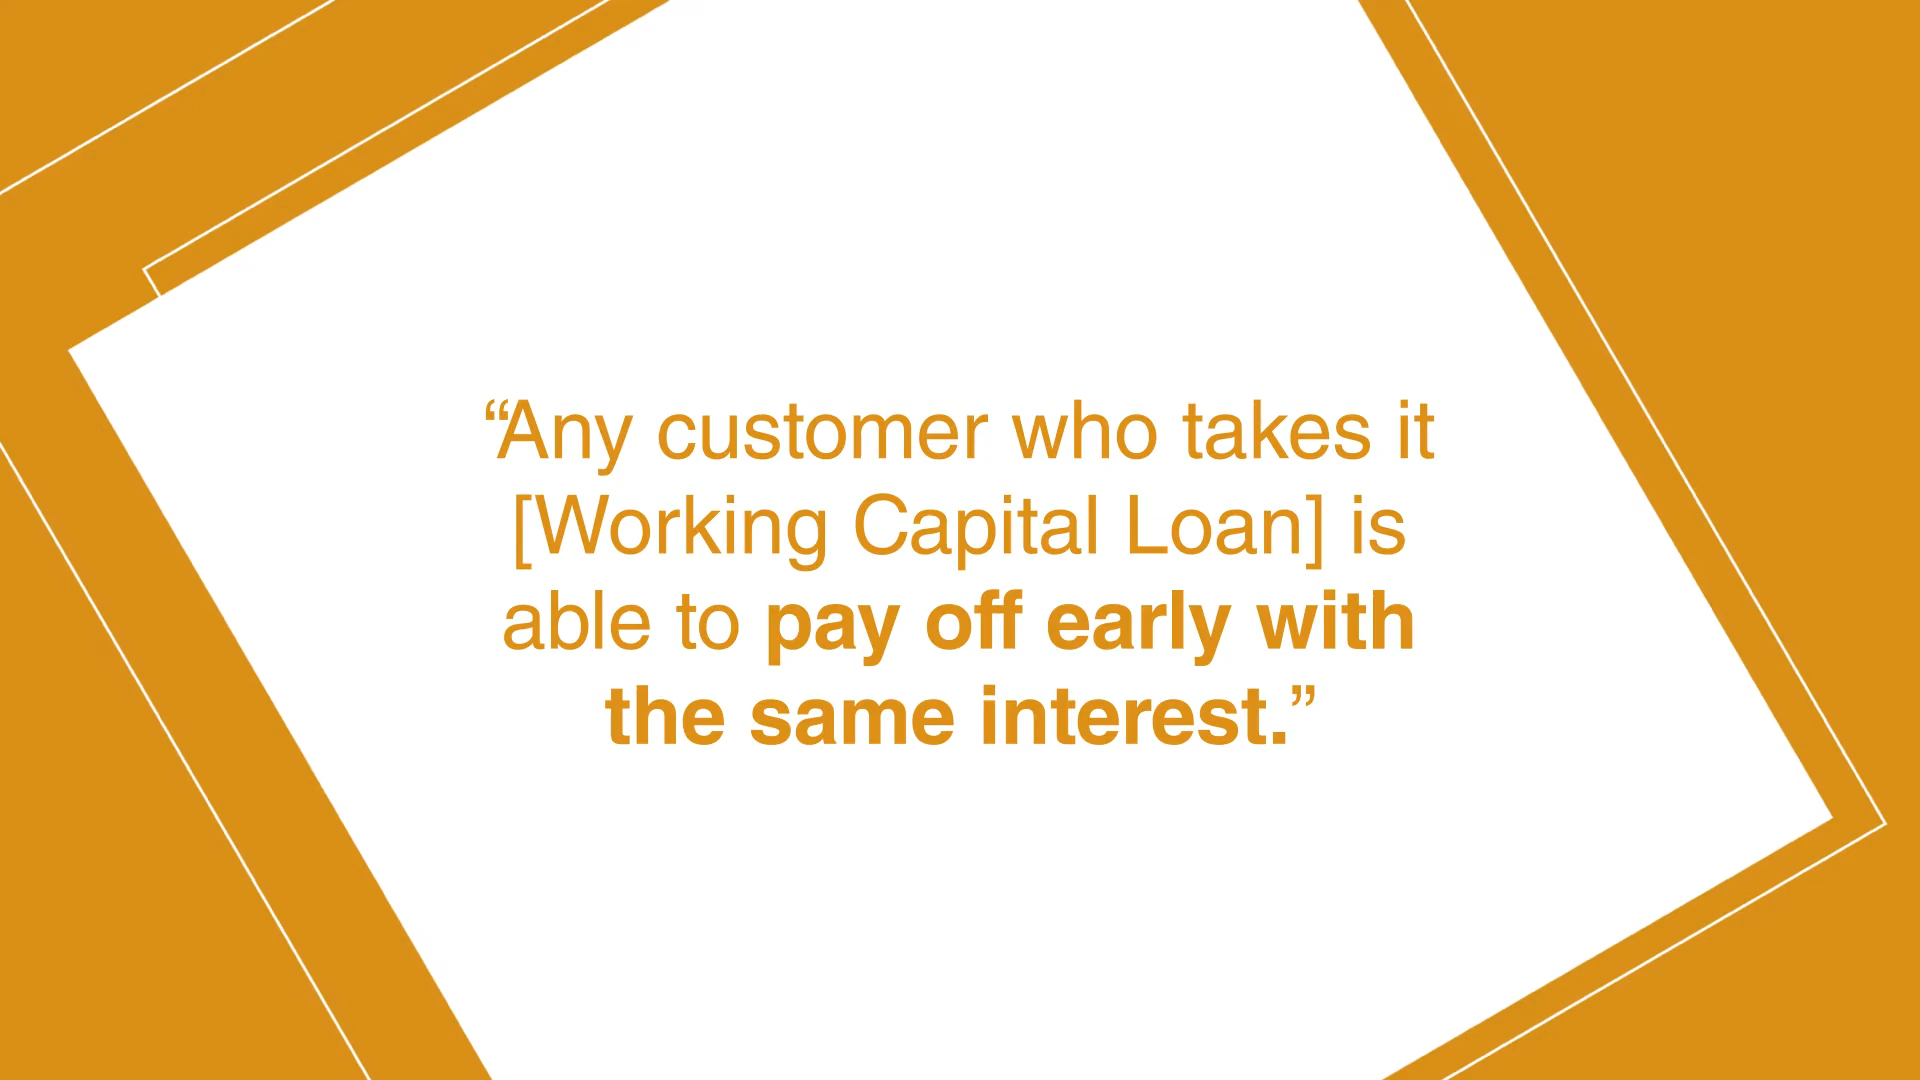 “Any customer who takes it
[Working Capital Loan] is
able to pay off early with
the same interest.”